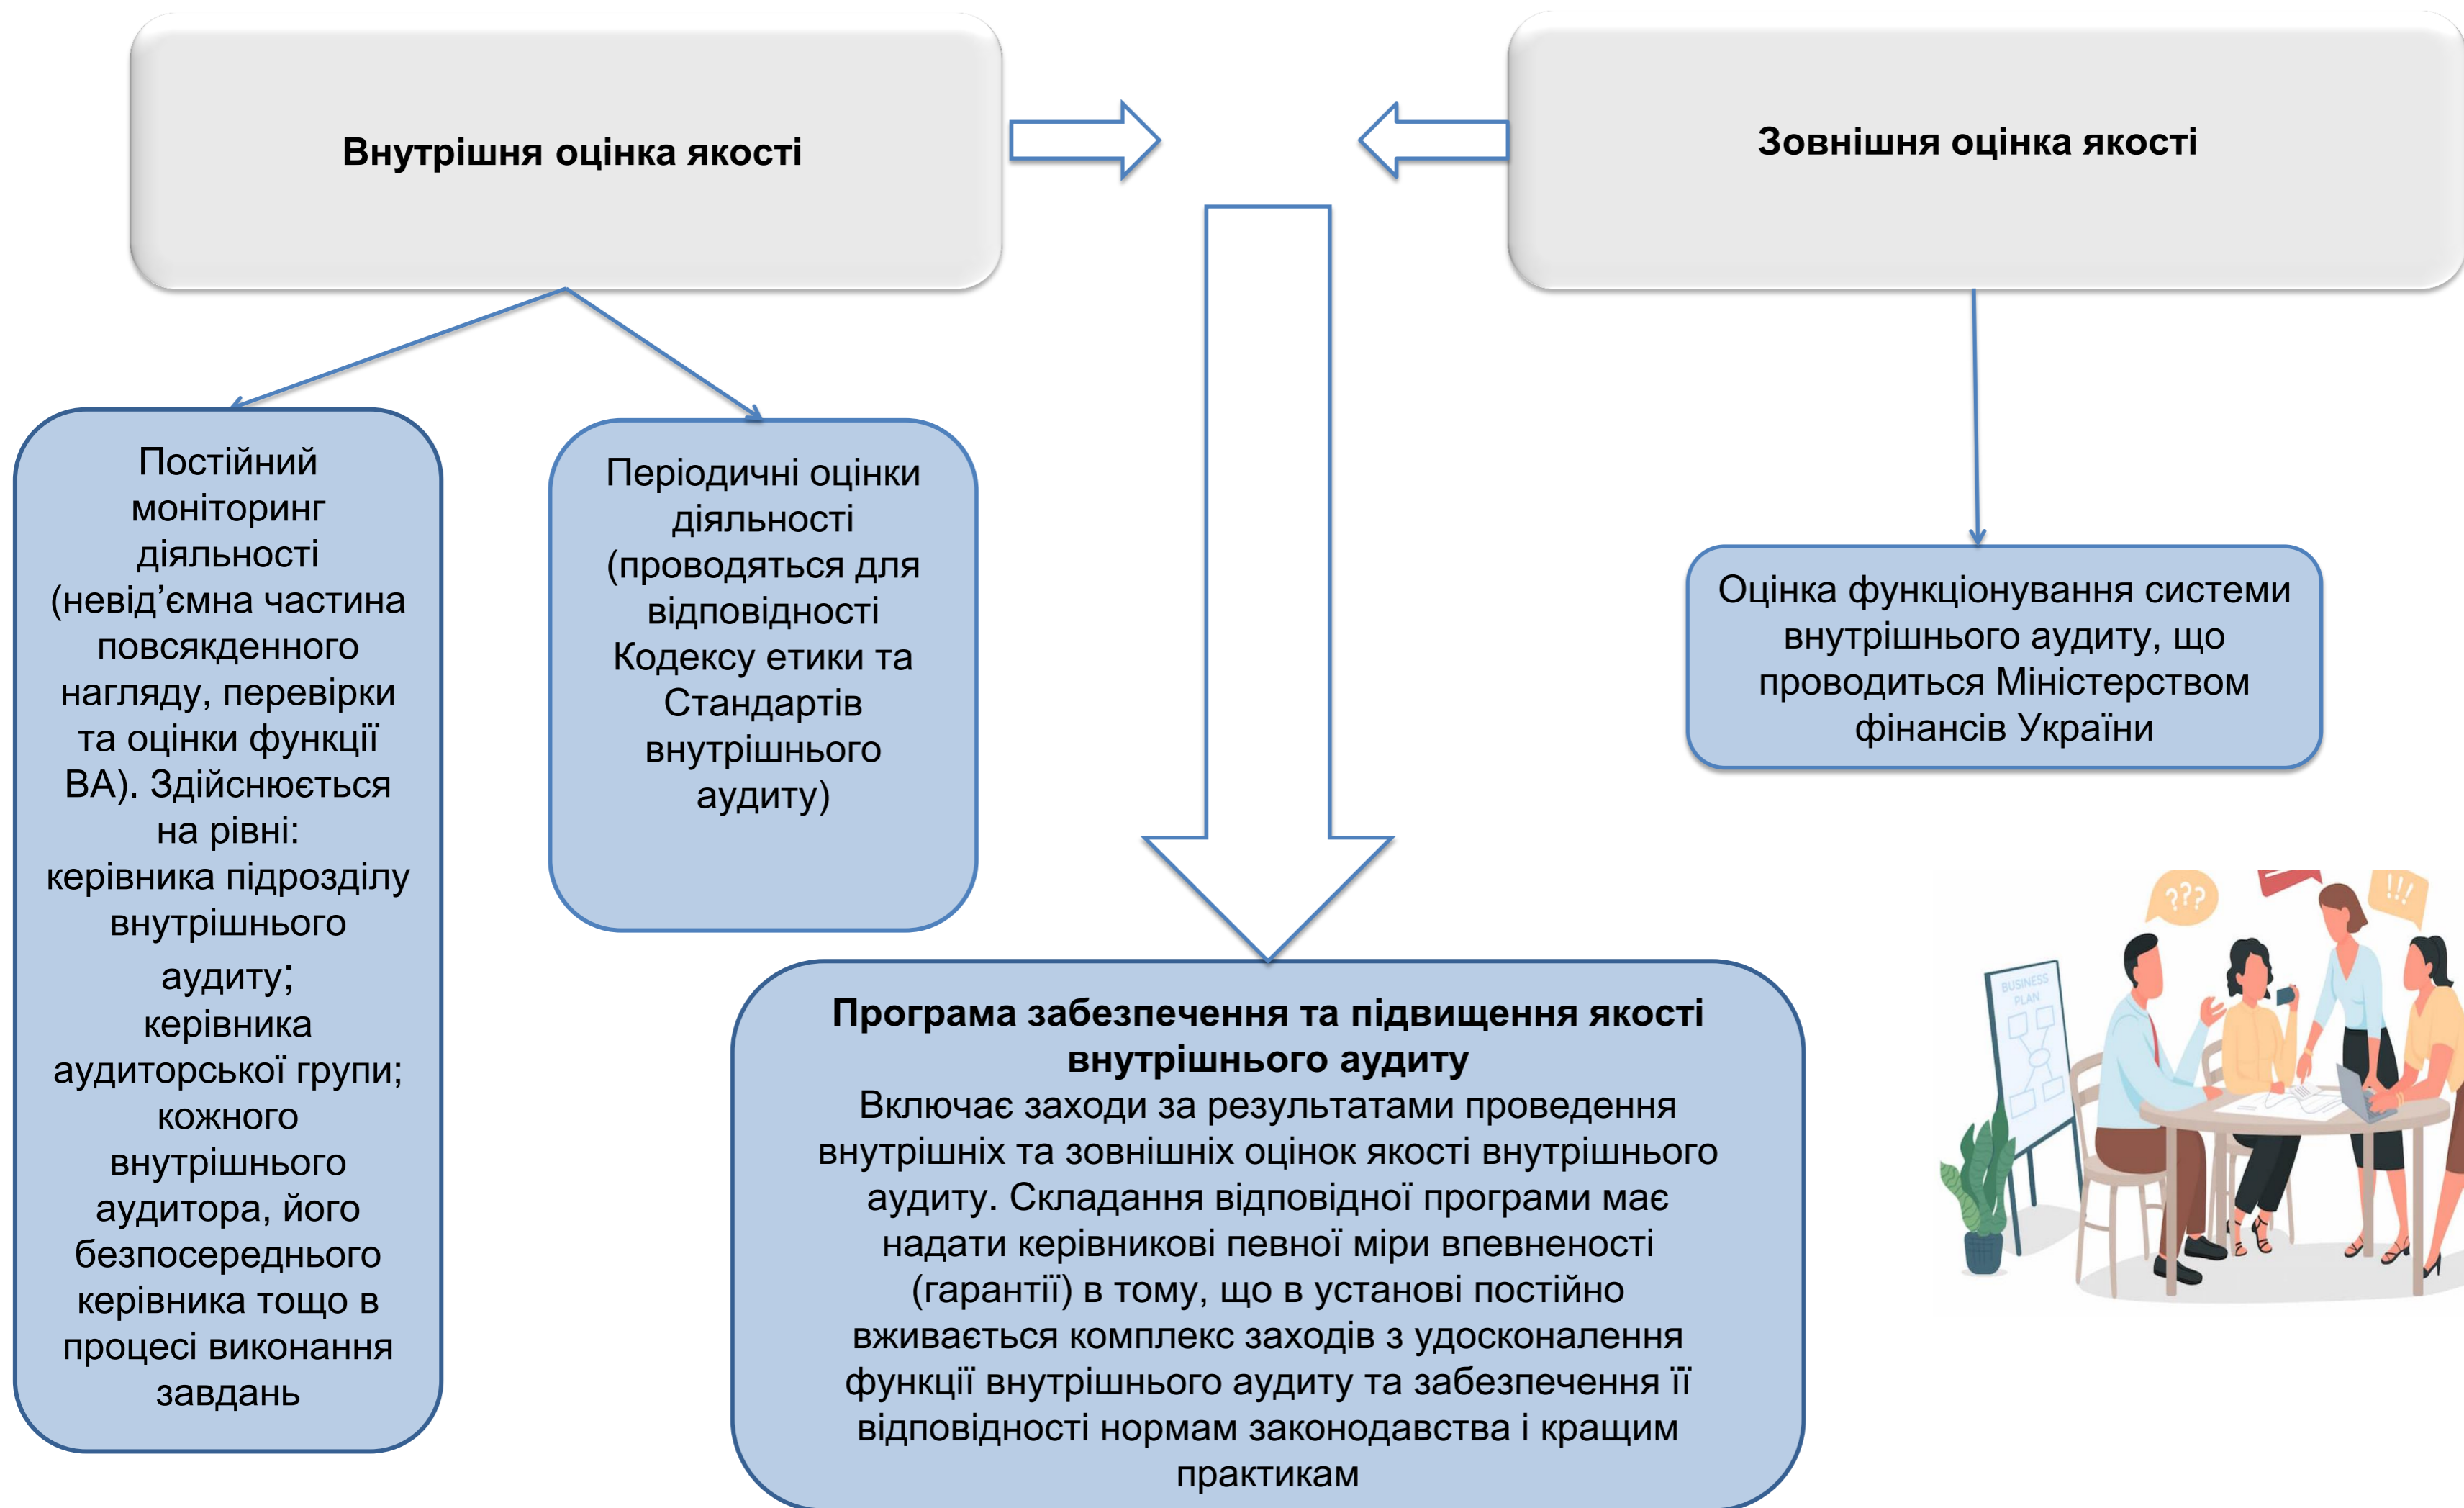 Внутрішня оцінка якості
Зовнішня оцінка якості
Постійний
моніторинг
діяльності
(невід’ємна частина
повсякденного
нагляду, перевірки
та оцінки функції
ВА). Здійснюється
на рівні:
керівника підрозділу
внутрішнього
аудиту;
керівника
аудиторської групи;
кожного
внутрішнього
аудитора, його
безпосереднього
керівника тощо в
процесі виконання
завдань
Періодичні оцінки
діяльності
(проводяться для
відповідності
Кодексу етики та
Стандартів
внутрішнього
аудиту)
Оцінка функціонування системи
внутрішнього аудиту, що
проводиться Міністерством
фінансів України
Програма забезпечення та підвищення якості
внутрішнього аудиту
Включає заходи за результатами проведення
внутрішніх та зовнішніх оцінок якості внутрішнього
аудиту. Складання відповідної програми має
надати керівникові певної міри впевненості
(гарантії) в тому, що в установі постійно
вживається комплекс заходів з удосконалення
функції внутрішнього аудиту та забезпечення її
відповідності нормам законодавства і кращим
практикам
???
!!!
BUSINESS
PLAN